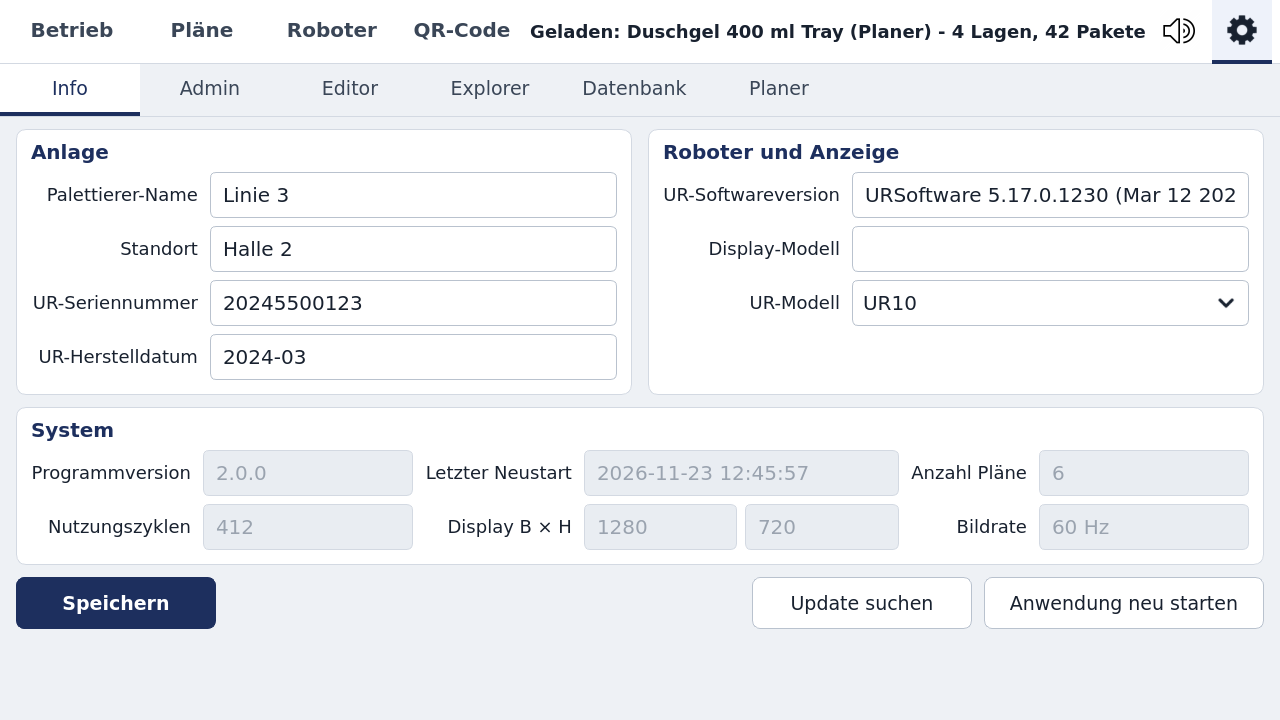 Betrieb Pläne Roboter QR-Code Geladen: Duschgel 400 ml Tray (Planer) - 4 Lagen, 42 Pakete
Info Admin Editor Explorer Datenbank Planer
Anlage
Palettierer-Name Linie 3
Standort Halle 2
UR-Seriennummer 20245500123
UR-Herstelldatum 2024-03
Roboter und Anzeige
UR-Softwareversion URSoftware 5.17.0.1230 (Mar 12 202
Display-Modell
UR-Modell UR10
System
Programmversion 2.0.0 Letzter Neustart 2026-11-23 12:45:57 Anzahl Pläne 6
Nutzungszyklen 412 Display B × H 1280 720 Bildrate 60 Hz
Speichern Update suchen Anwendung neu starten